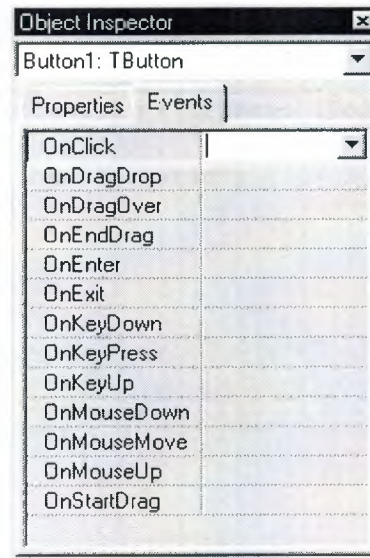 Object Inspector
Button1: TButton
Properties Events
OnClick
OnDragDrop
OnDragOver
OnEndDrag
OnEnter
OnExit
OnKeyDown
OnKeyPress
OnKeyUp
OnMouseDown
OnMouseMove
OnMouseUp
OnStartDrag